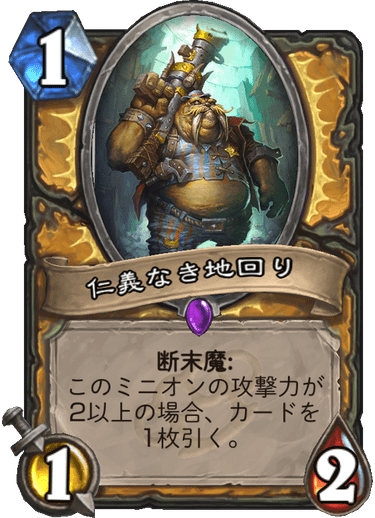 1
仁義なき地回り
断末魔:
このミニオンの攻撃力が
2以上の場合、カードを
1枚引く。
1
2